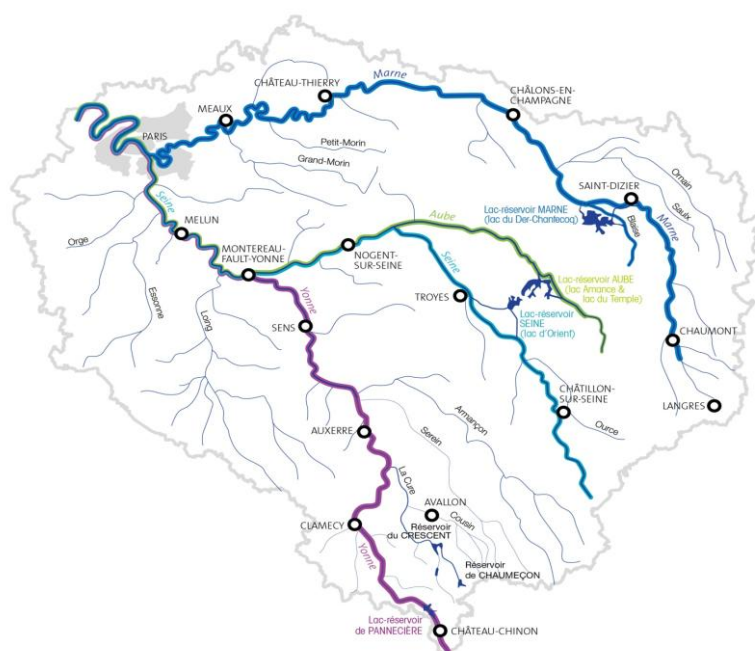 CHÂTEAU-THIERRY
Marne
CHÂLONS-EN-
CHAMPAGNE
MEAUX
PARIS
Petit-Morin
Grand-Morin
Ornain
Saulx
SAINT-DIZIER
Seine
Lac-réservoir MARNE
(lac du Der-Chantecoq)
Blaise
Marne
Aube
MELUN
Orge
MONTEREAU-
FAULT-YONNE
NOGENT-
SUR-SEINE
Seine
Lac-réservoir AUBE
(lac Amance &
lac du Temple)
Essonne
Loing
Yonne
TROYES
Lac-réservoir
SEINE
(lac d'Orient)
SENS
CHAUMONT
CHÂTILLON-
SUR-SEINE
LANGRES
Armançon
Ource
AUXERRE
Serein
La Cure
AVALLON
Cousin
CLAMECY
Réservoir
du CRESCENT
Yonne
Réservoir
de CHAUMEÇON
Lac-réservoir
de PANNECIÈRE
CHÂTEAU-CHINON